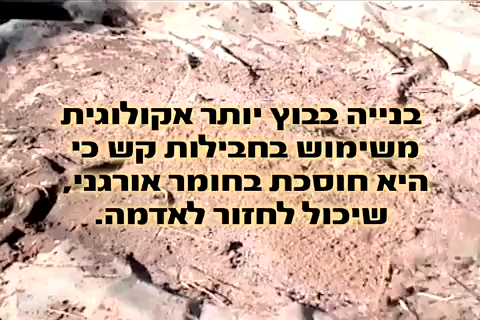 בנייה בבוץ יותר אקולוגית
משימוש בחבילות קש כי
היא חוסכת בחומר אורגני,
שיכול לחזור לאדמה.